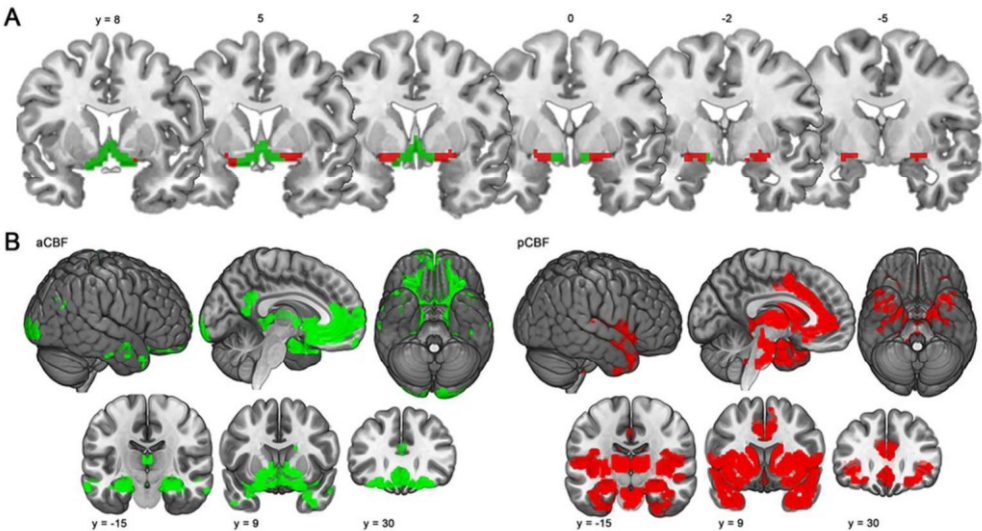 A
y = 8 5 2 0 -2 -5
B
aCBF pCBF
y = -15 y = 9 y = 30 y = -15 y = 9 y = 30